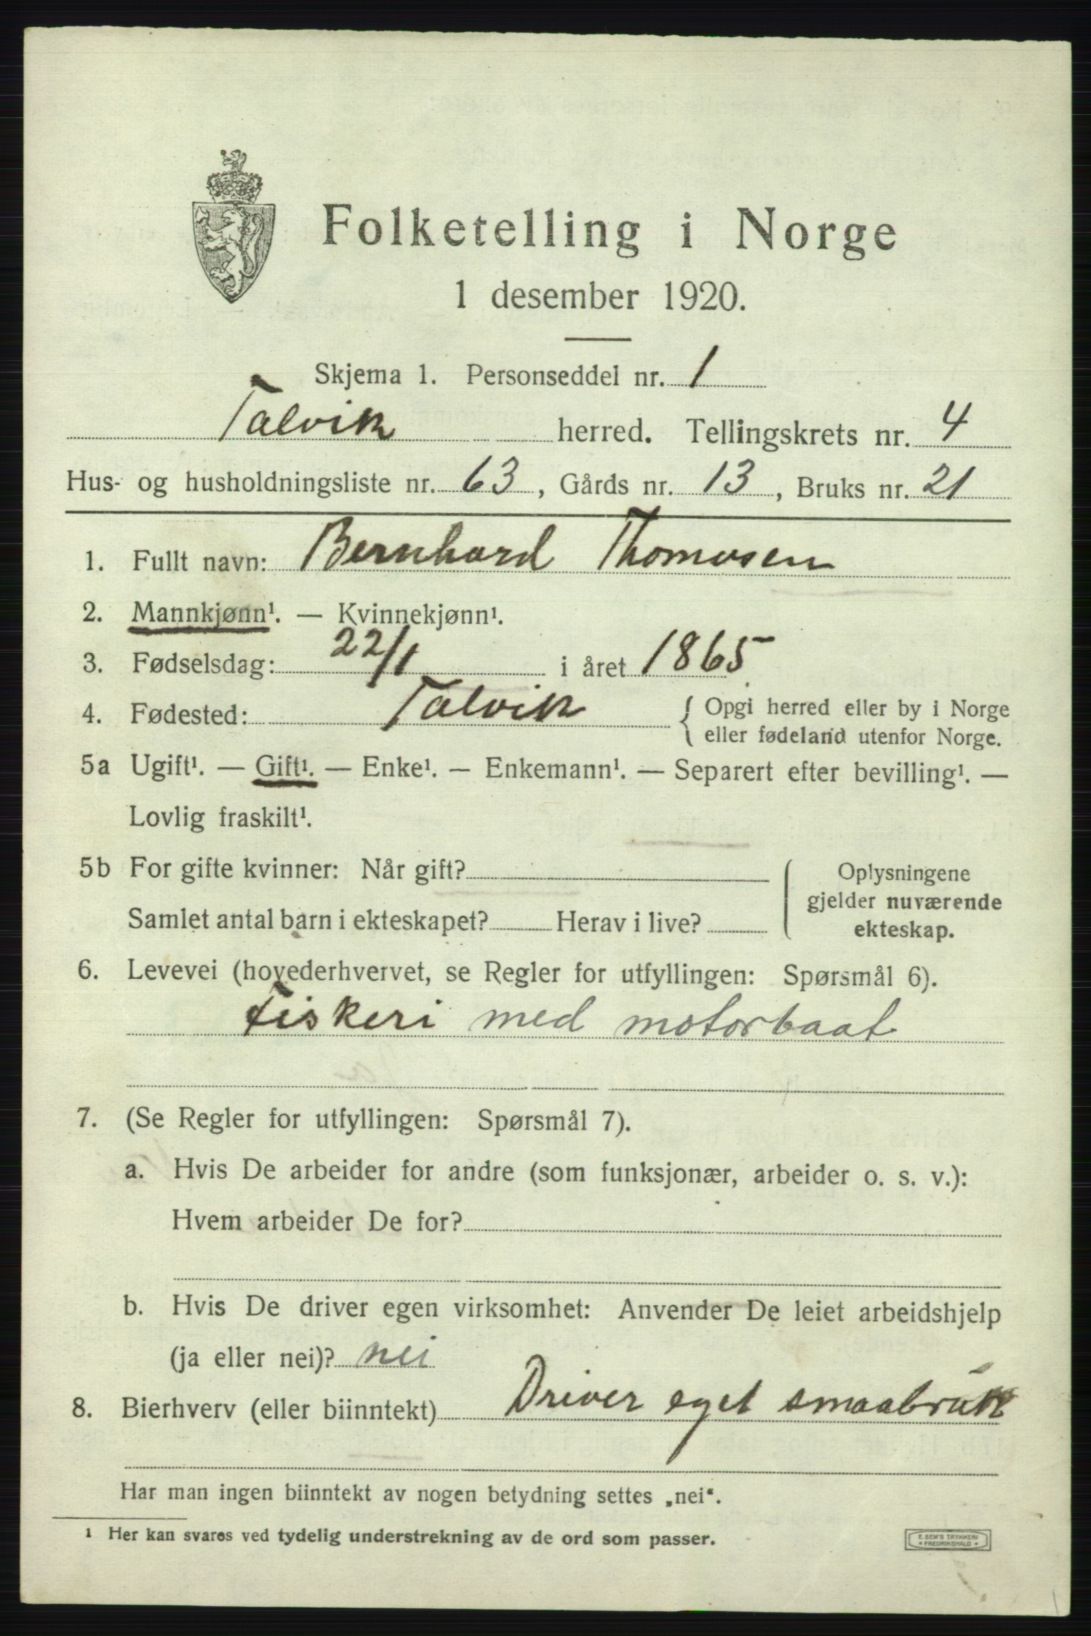 Folketelling i Norge
1 desember 1920.
Skjema 1. Personseddel nr. 1
Talvik herred. Tellingskrets nr. 4
Hus- og husholdningsliste nr. 63, Gårds nr. 13, Bruks nr. 21
1. Fullt navn: Bernhard Thomasen
2. Mannkjønn¹. — Kvinnekjønn¹.
3. Fødselsdag: 22/1 i året 1865
4. Fødested: Talvik { Opgi herred eller by i Norge
eller fødeland utenfor Norge.
5a Ugift¹. — Gift¹. — Enke¹. — Enkemann¹. — Separert efter bevilling¹. —
Lovlig fraskilt¹.
5b For gifte kvinner: Når gift? Oplysningene
gjelder nuværende
Samlet antal barn i ekteskapet? Herav i live? ekteskap.
6. Levevei (hovederhvervet, se Regler for utfyllingen: Spørsmål 6).
Fiskeri med motorbaat
7. (Se Regler for utfyllingen: Spørsmål 7).
a. Hvis De arbeider for andre (som funksjonær, arbeider o. s. v.):
Hvem arbeider De for?
b. Hvis De driver egen virksomhet: Anvender De leiet arbeidshjelp
(ja eller nei)? nei
8. Bierhverv (eller biinntekt) Driver eget smaabruk
Har man ingen biinntekt av nogen betydning settes „nei“.
¹ Her kan svares ved tydelig understrekning av de ord som passer.
E. SEM'S TRYKKERI
FREDRIKSHALD